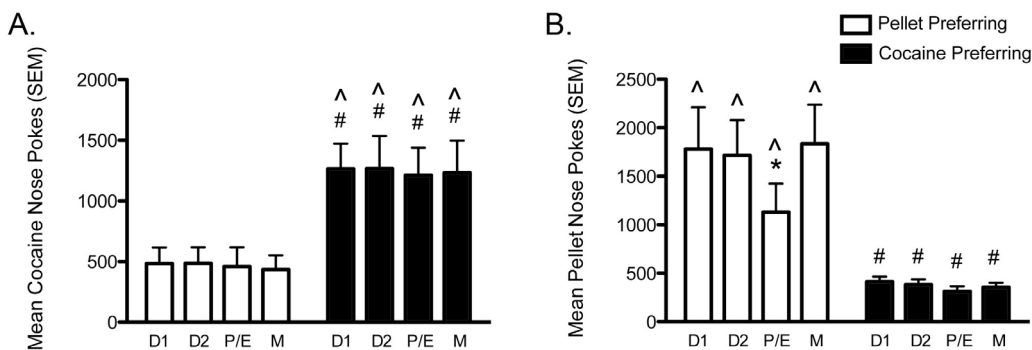 A.
Mean Cocaine Nose Pokes (SEM)
2000
1500
1000
500
0
^ ^ ^ ^
# # # #
D1 D2 P/E M D1 D2 P/E M
B.
Pellet Preferring
Cocaine Preferring
Mean Pellet Nose Pokes (SEM)
2500
2000
1500
1000
500
0
^ ^ ^ ^
*
# # # #
D1 D2 P/E M D1 D2 P/E M